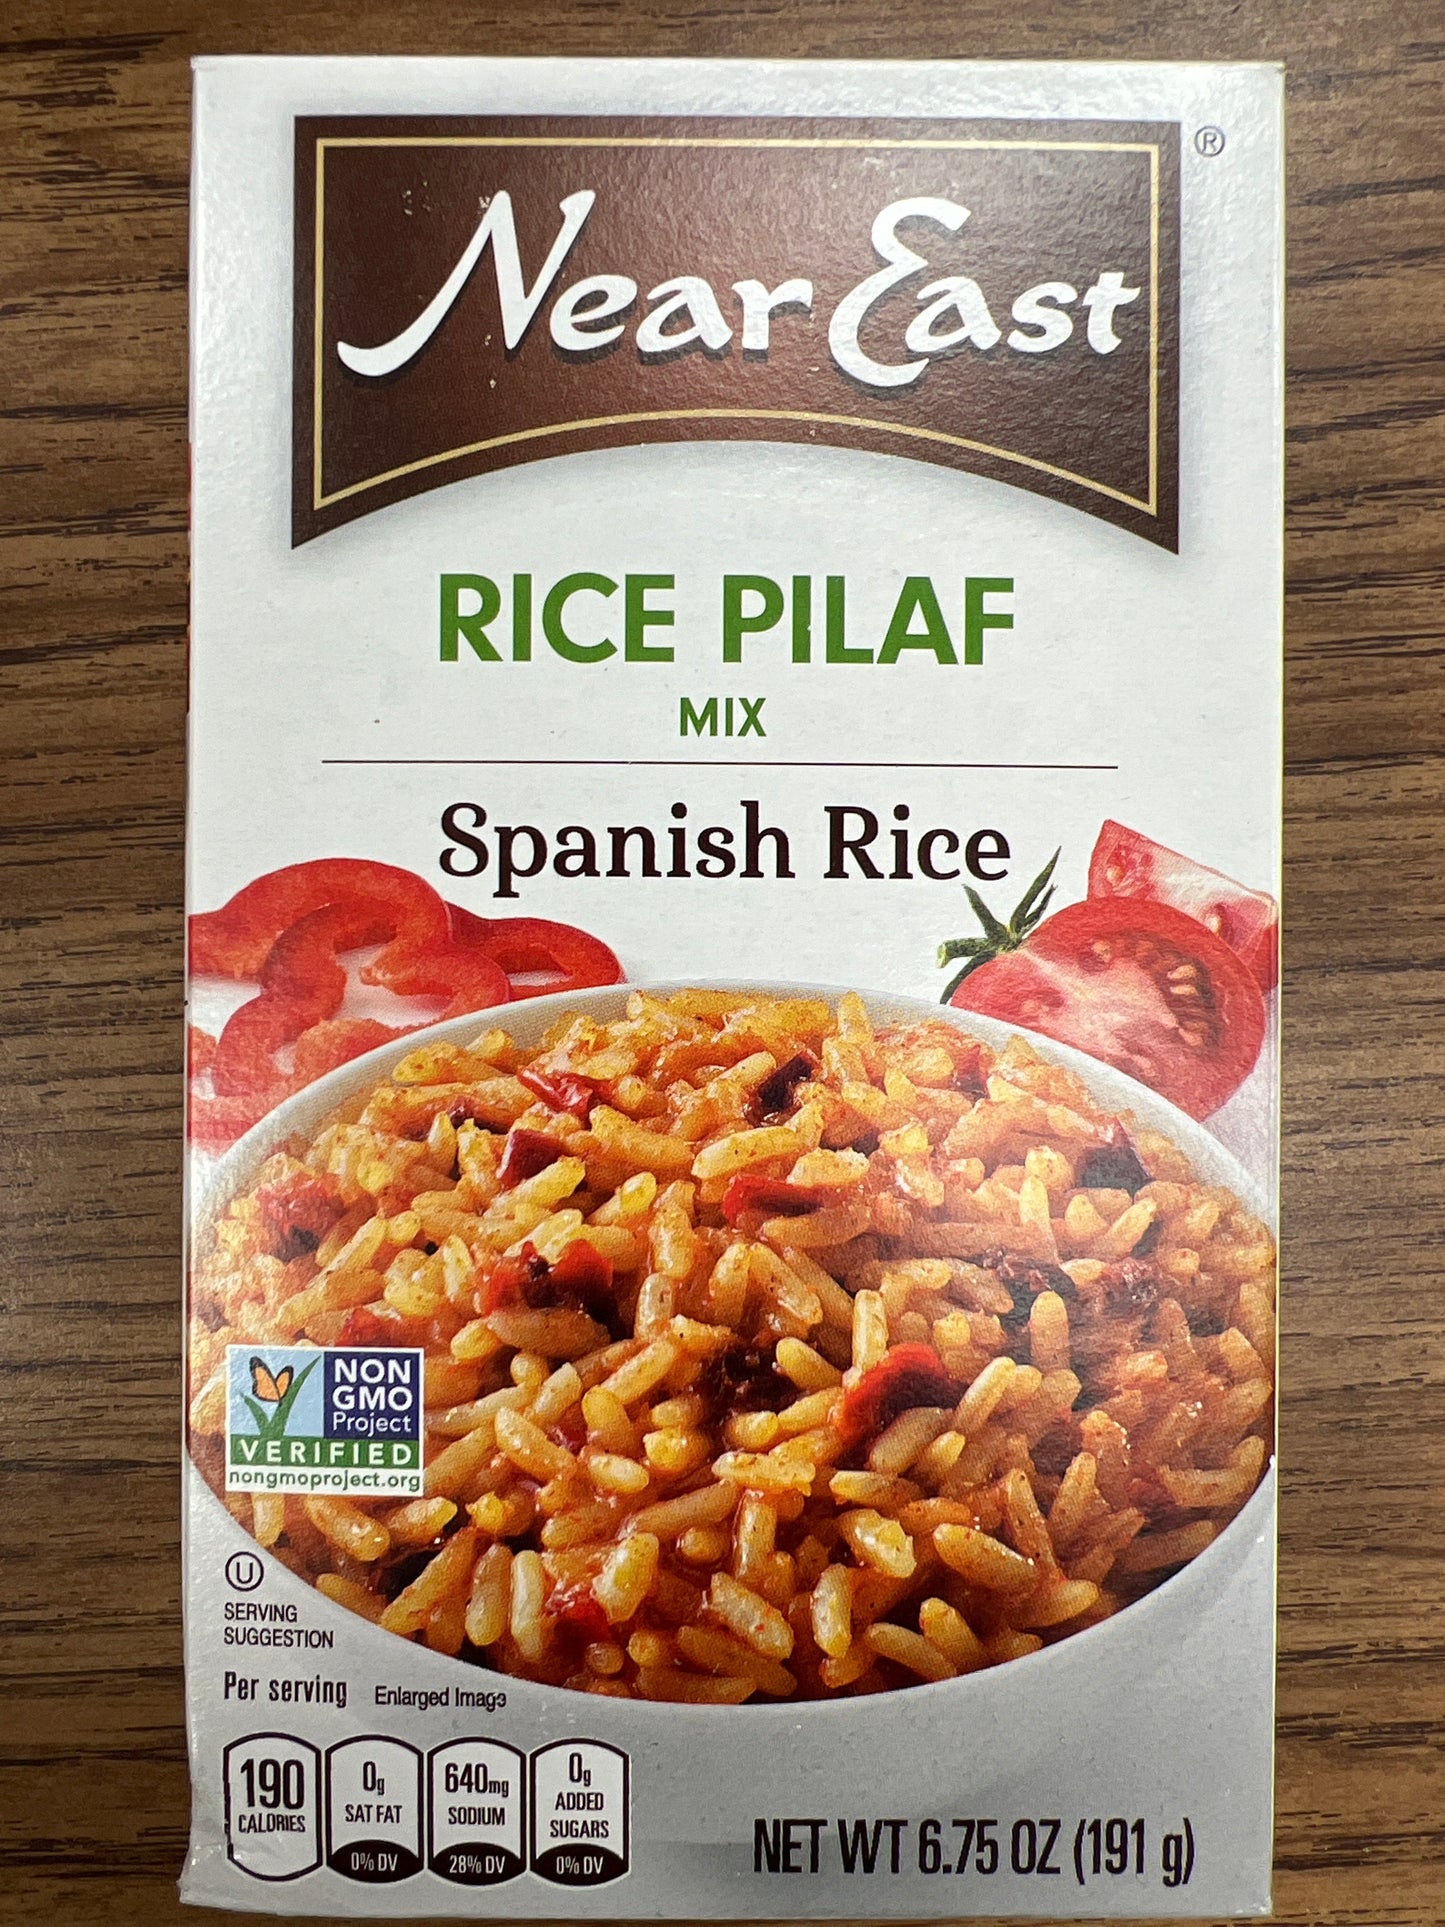 Near East ®
RICE PILAF
MIX
Spanish Rice
NON
GMO
Project
VERIFIED
nongmoproject.org
U
SERVING
SUGGESTION
Per serving Enlarged Image
190
CALORIES
0g
SAT FAT
0% DV
640mg
SODIUM
28% DV
0g
ADDED
SUGARS
0% DV
NET WT 6.75 OZ (191 g)